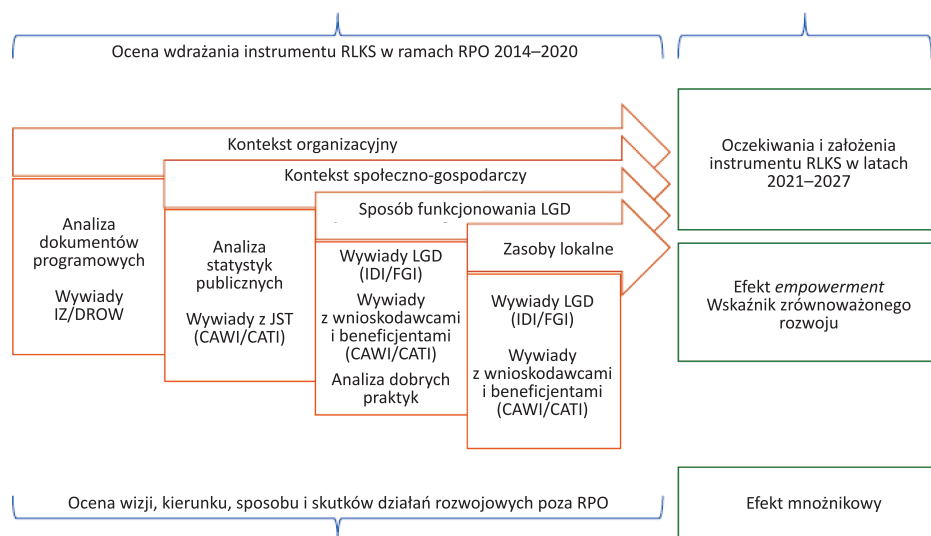 Ocena wdrażania instrumentu RLKS w ramach RPO 2014–2020
Kontekst organizacyjny
Kontekst społeczno-gospodarczy
Sposób funkcjonowania LGD
Zasoby lokalne
Analiza
dokumentów
programowych
Wywiady
IZ/DROW
Analiza
statystyk
publicznych
Wywiady z JST
(CAWI/CATI)
Wywiady LGD
(IDI/FGI)
Wywiady
z wnioskodawcami
i beneficjentami
(CAWI/CATI)
Analiza dobrych
praktyk
Wywiady LGD
(IDI/FGI)
Wywiady
z wnioskodawcami
i beneficjentami
(CAWI/CATI)
Oczekiwania i założenia
instrumentu RLKS w latach
2021–2027
Efekt empowerment
Wskaźnik zrównoważonego
rozwoju
Ocena wizji, kierunku, sposobu i skutków działań rozwojowych poza RPO
Efekt mnożnikowy